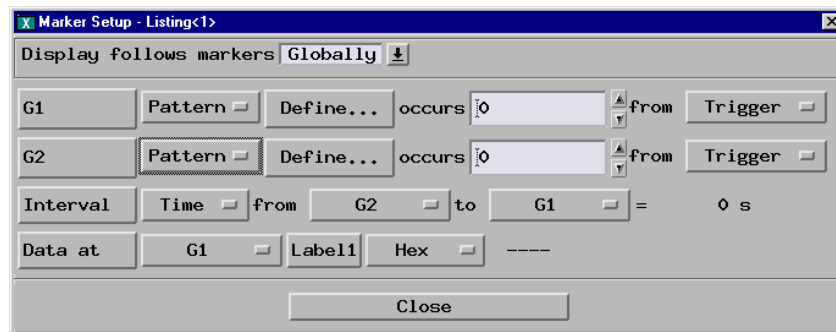 Marker Setup - Listing<1>
Display follows markers Globally
G1 Pattern Define... occurs 0 from Trigger
G2 Pattern Define... occurs 0 from Trigger
Interval Time from G2 to G1 = 0 s
Data at G1 Label1 Hex ----
Close